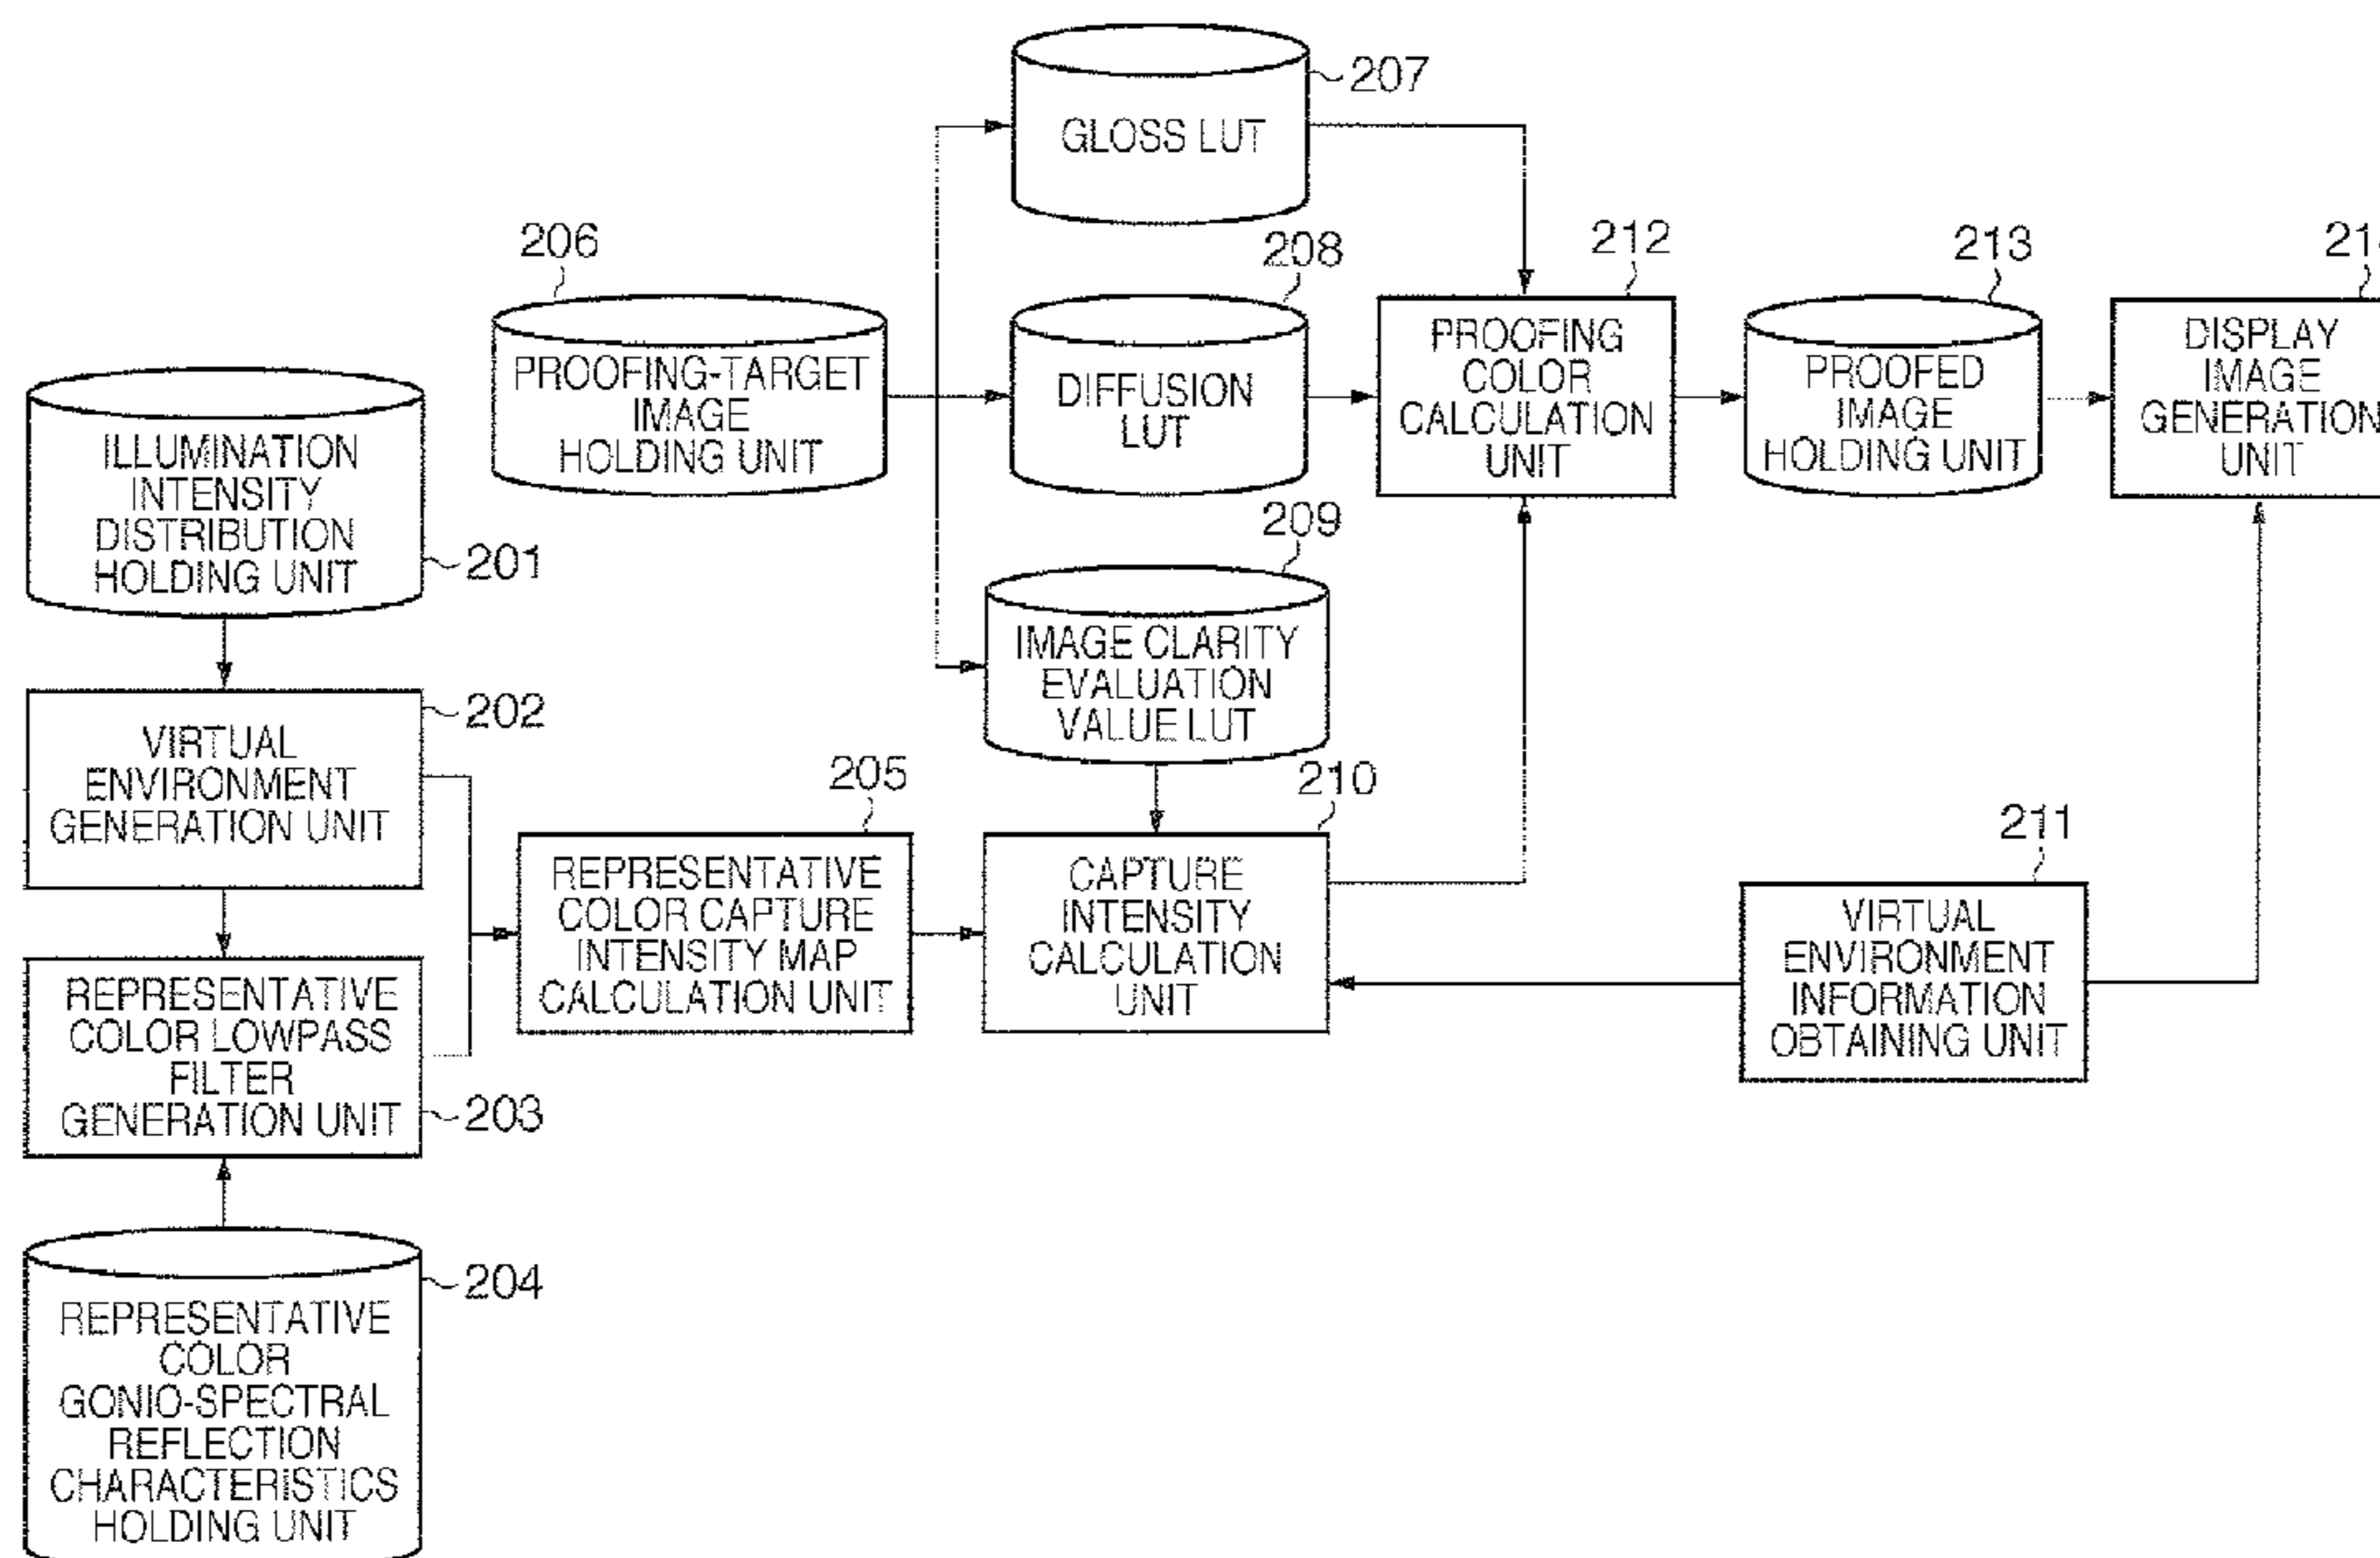 207
GLOSS LUT
206
PROOFING-TARGET
IMAGE
HOLDING UNIT
208
DIFFUSION
LUT
212
PROOFING
COLOR
CALCULATION
UNIT
213
PROOFED
IMAGE
HOLDING UNIT
DISPLAY
IMAGE
GENERATION
UNIT
ILLUMINATION
INTENSITY
DISTRIBUTION
HOLDING UNIT
201
209
IMAGE CLARITY
EVALUATION
VALUE LUT
202
VIRTUAL
ENVIRONMENT
GENERATION UNIT
205
REPRESENTATIVE
COLOR CAPTURE
INTENSITY MAP
CALCULATION UNIT
210
CAPTURE
INTENSITY
CALCULATION
UNIT
211
VIRTUAL
ENVIRONMENT
INFORMATION
OBTAINING UNIT
REPRESENTATIVE
COLOR LOWPASS
FILTER
GENERATION UNIT
203
204
REPRESENTATIVE
COLOR
GONIO-SPECTRAL
REFLECTION
CHARACTERISTICS
HOLDING UNIT